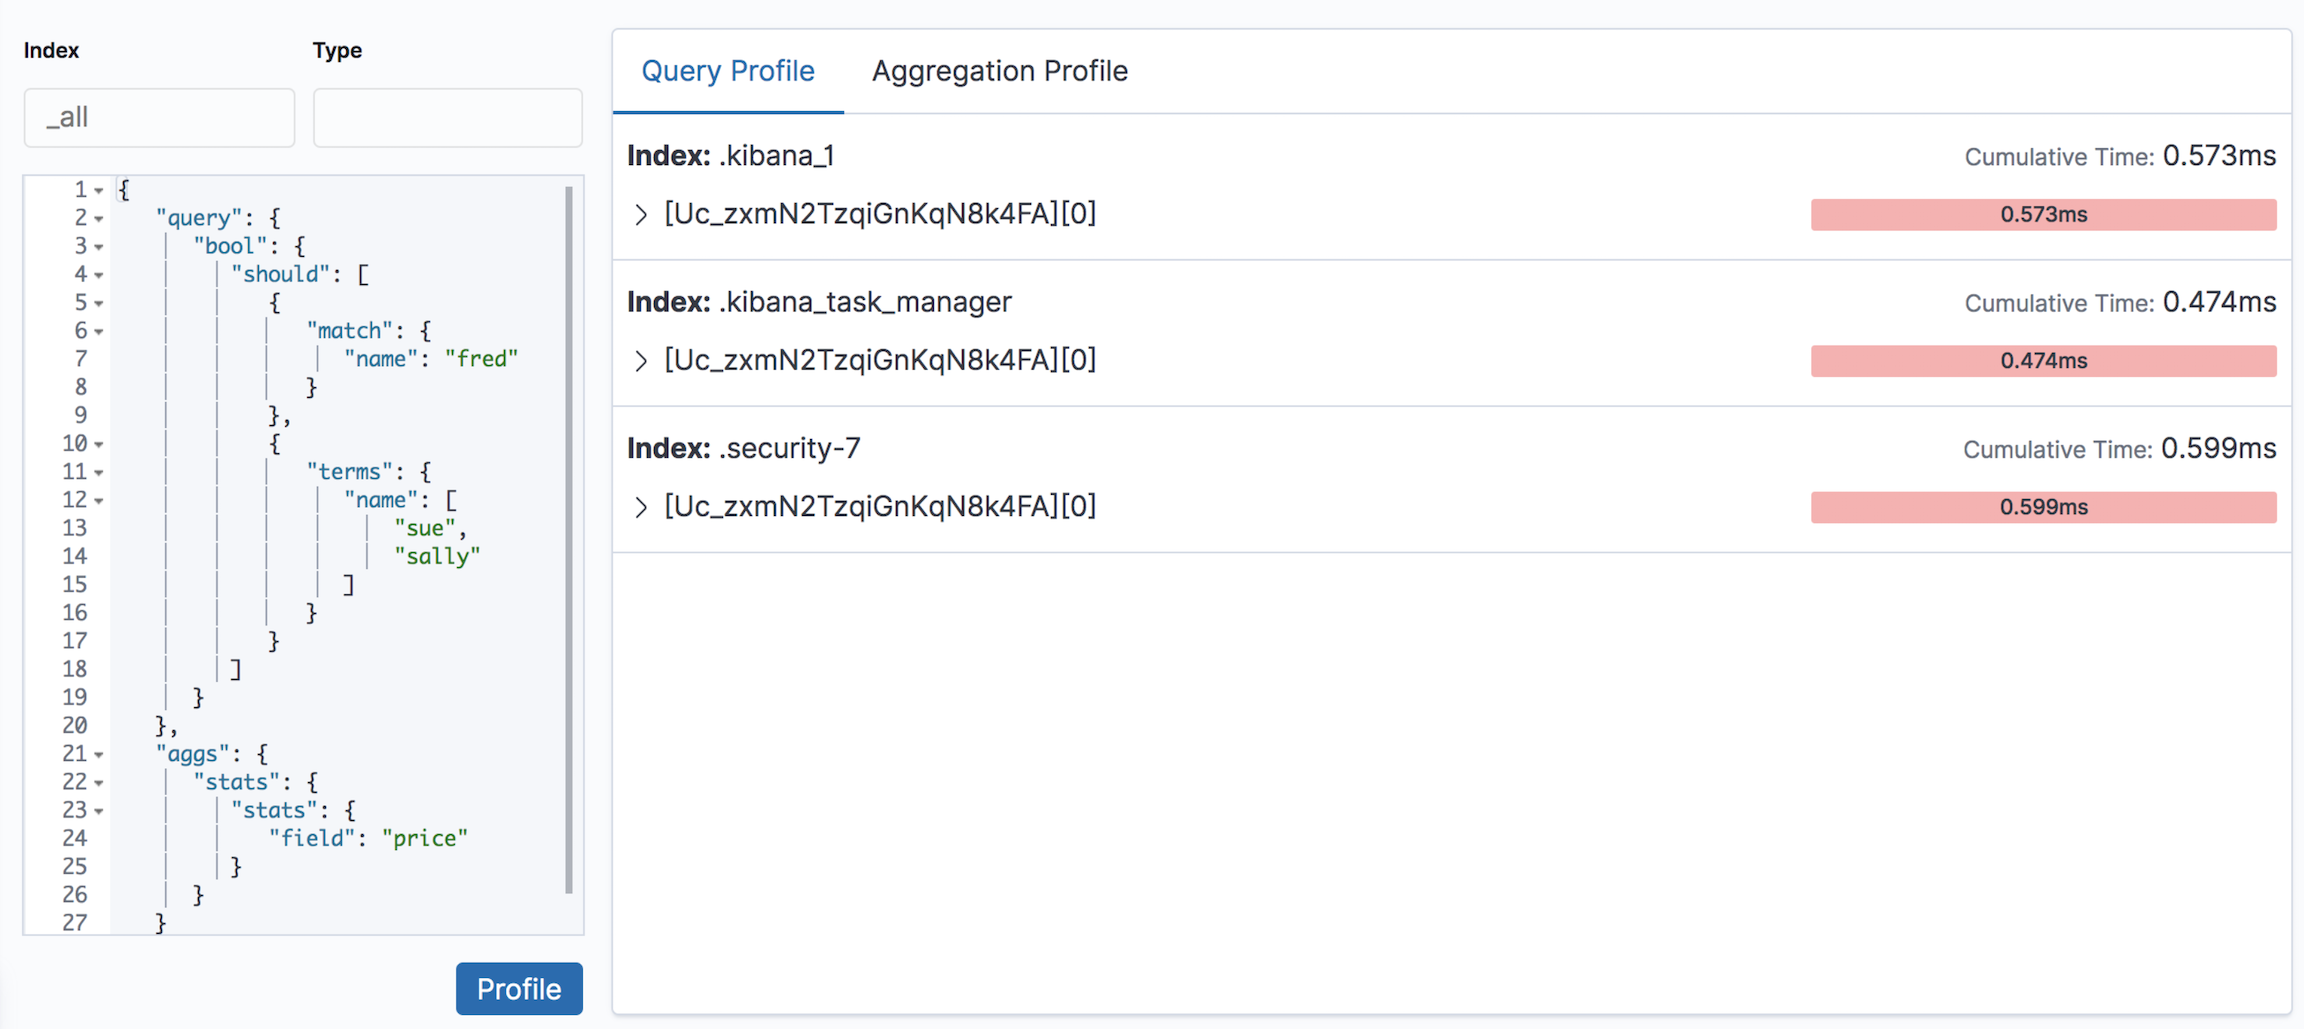 Index Type
_all
1 {
2 "query": {
3 "bool": {
4 "should": [
5 {
6 "match": {
7 "name": "fred"
8 }
9 },
10 {
11 "terms": {
12 "name": [
13 "sue",
14 "sally"
15 ]
16 }
17 }
18 ]
19 }
20 },
21 "aggs": {
22 "stats": {
23 "stats": {
24 "field": "price"
25 }
26 }
27 }
Profile
Query Profile Aggregation Profile
Index: .kibana_1 Cumulative Time: 0.573ms
[Uc_zxmN2TzqiGnKqN8k4FA][0] 0.573ms
Index: .kibana_task_manager Cumulative Time: 0.474ms
[Uc_zxmN2TzqiGnKqN8k4FA][0] 0.474ms
Index: .security-7 Cumulative Time: 0.599ms
[Uc_zxmN2TzqiGnKqN8k4FA][0] 0.599ms